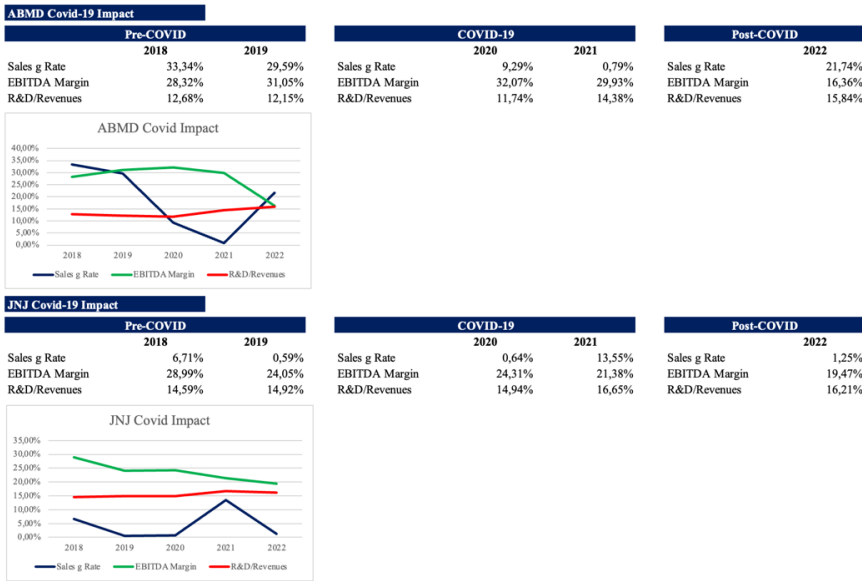 ABMD Covid-19 Impact
Pre-COVID COVID-19 Post-COVID
2018 2019 2020 2021 2022
Sales g Rate 33,34% 29,59% Sales g Rate 9,29% 0,79% Sales g Rate 21,74%
EBITDA Margin 28,32% 31,05% EBITDA Margin 32,07% 29,93% EBITDA Margin 16,36%
R&D/Revenues 12,68% 12,15% R&D/Revenues 11,74% 14,38% R&D/Revenues 15,84%
ABMD Covid Impact
40,00%
35,00%
30,00%
25,00%
20,00%
15,00%
10,00%
5,00%
0,00%
2018 2019 2020 2021 2022
Sales g Rate EBITDA Margin R&D/Revenues
JNJ Covid-19 Impact
Pre-COVID COVID-19 Post-COVID
2018 2019 2020 2021 2022
Sales g Rate 6,71% 0,59% Sales g Rate 0,64% 13,55% Sales g Rate 1,25%
EBITDA Margin 28,99% 24,05% EBITDA Margin 24,31% 21,38% EBITDA Margin 19,47%
R&D/Revenues 14,59% 14,92% R&D/Revenues 14,94% 16,65% R&D/Revenues 16,21%
JNJ Covid Impact
35,00%
30,00%
25,00%
20,00%
15,00%
10,00%
5,00%
0,00%
2018 2019 2020 2021 2022
Sales g Rate EBITDA Margin R&D/Revenues